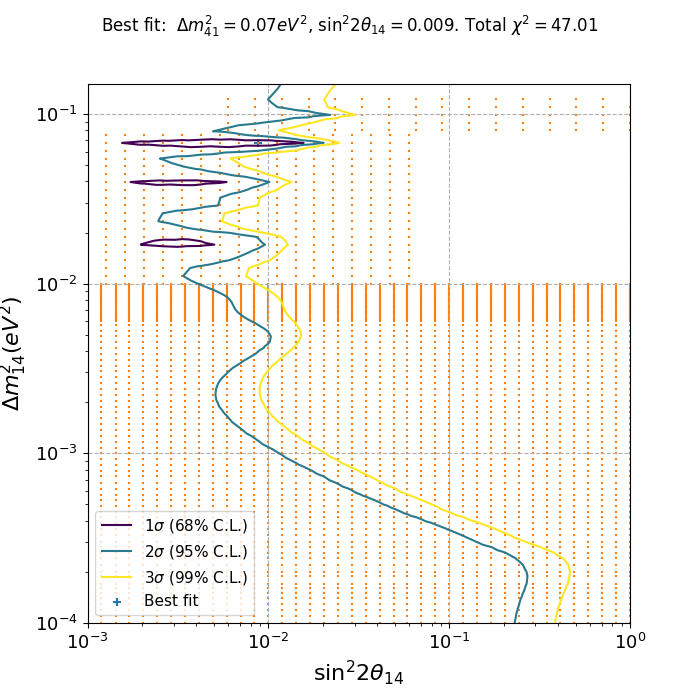 Best fit: Δm²₄₁ = 0.07eV², sin²2θ₁₄ = 0.009. Total χ² = 47.01
Δm²₁₄(eV²)
10⁻¹
10⁻²
10⁻³
10⁻⁴
1σ (68% C.L.)
2σ (95% C.L.)
3σ (99% C.L.)
Best fit
10⁻³ 10⁻² 10⁻¹ 10⁰
sin²2θ₁₄